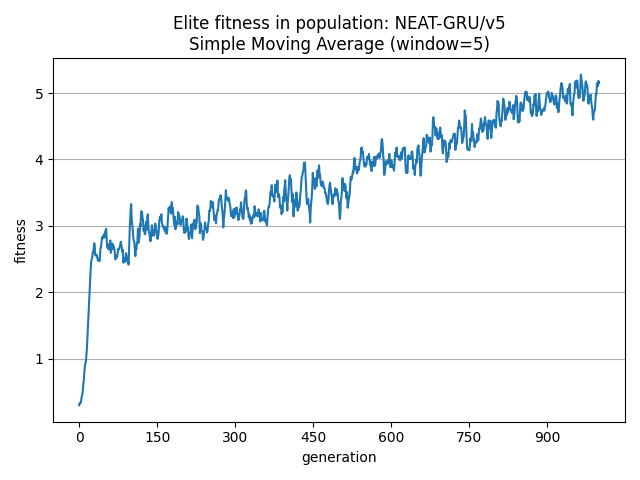 Elite fitness in population: NEAT-GRU/v5
Simple Moving Average (window=5)
5
4
3
2
1
fitness
0 150 300 450 600 750 900
generation